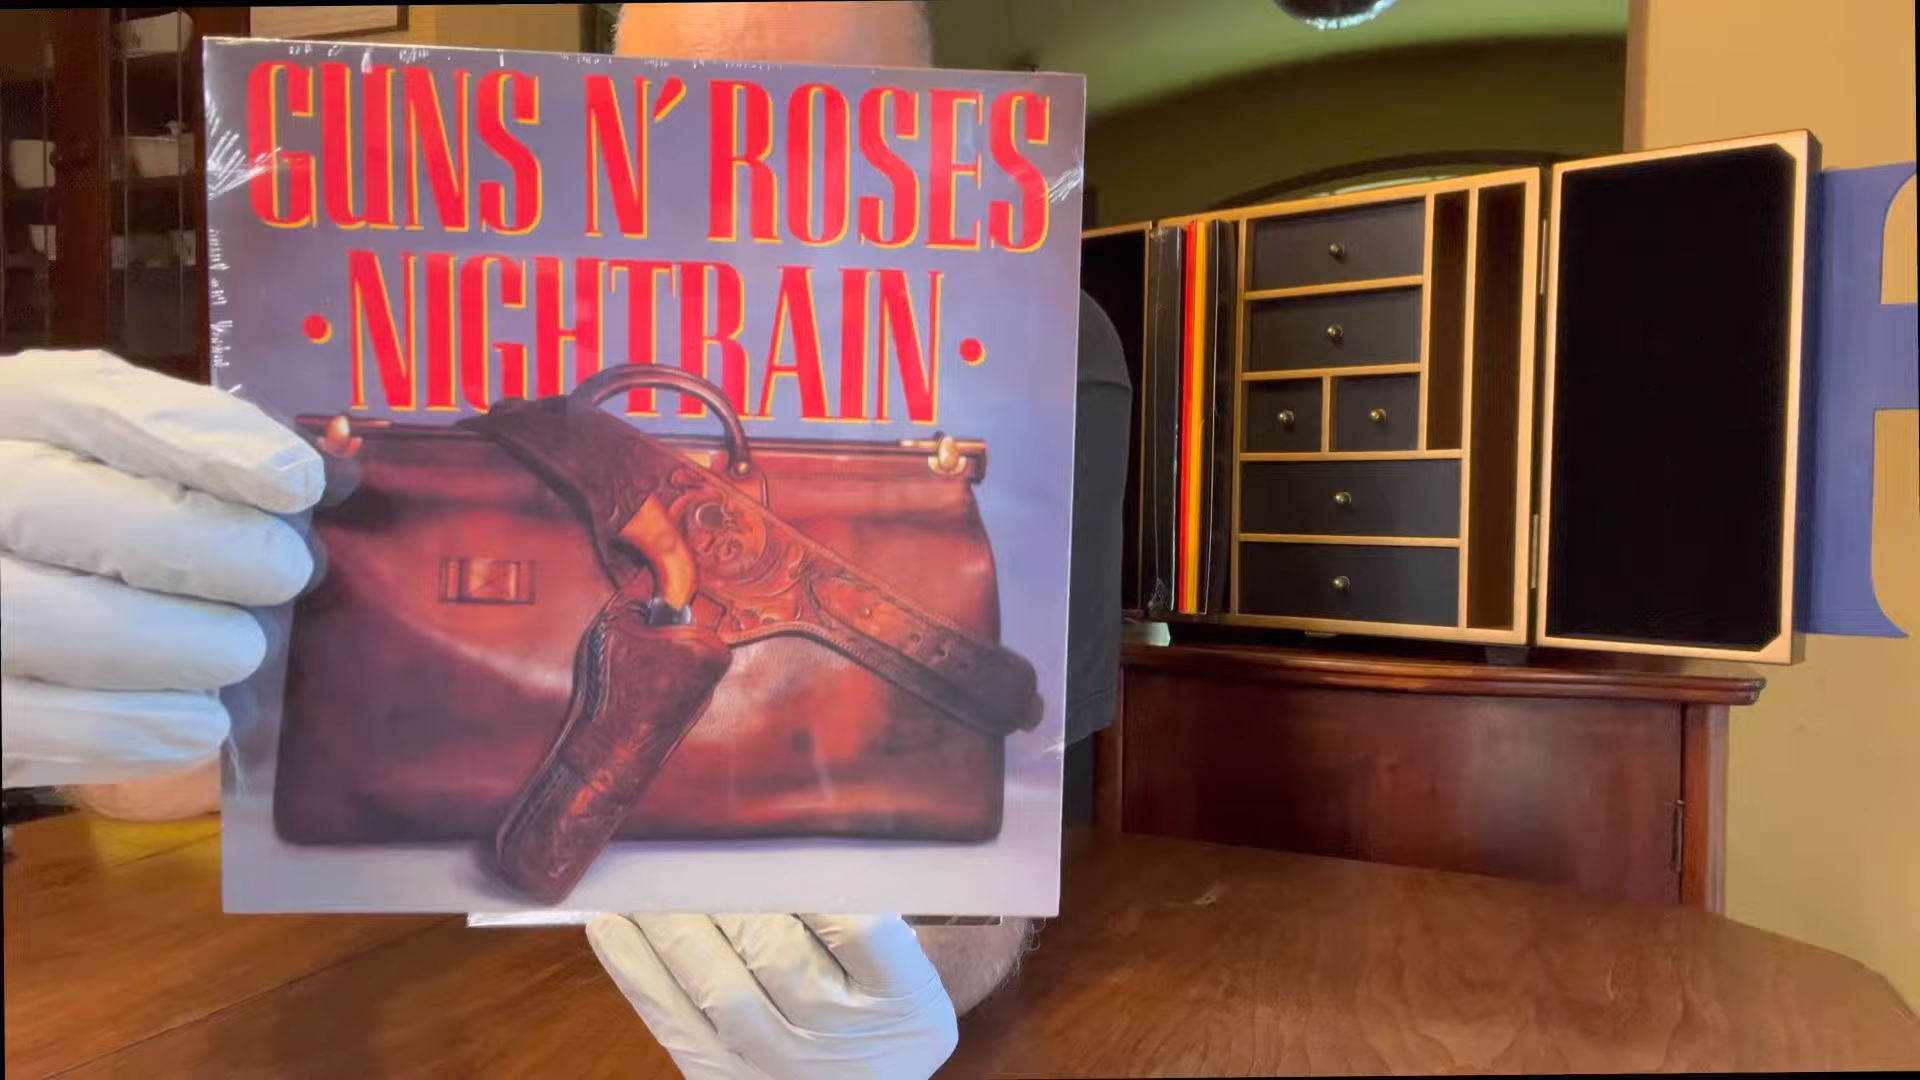 GUNS N' ROSES
• NIGHTRAIN •